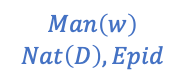 Man(w)
Nat(D), Epid